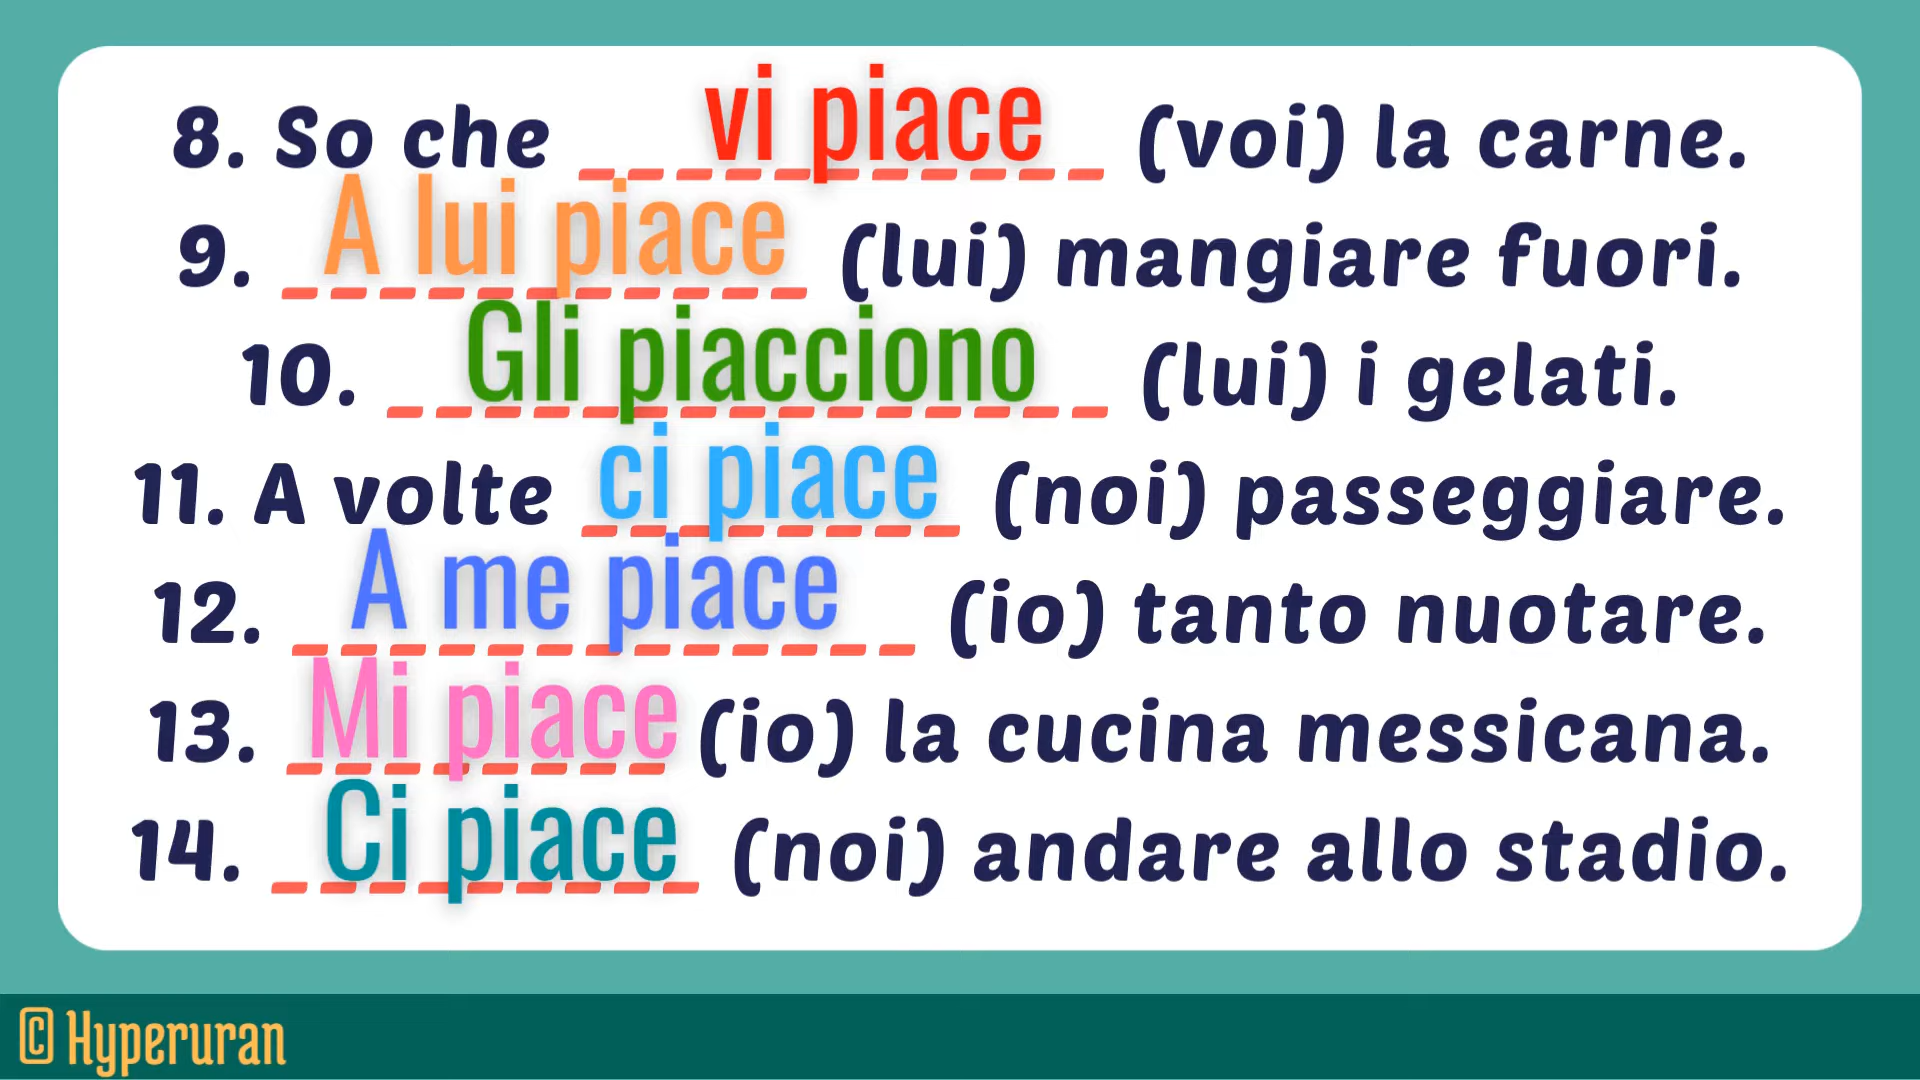 8. So che vi piace (voi) la carne.
9. A lui piace (lui) mangiare fuori.
10. Gli piacciono (lui) i gelati.
11. A volte ci piace (noi) passeggiare.
12. A me piace (io) tanto nuotare.
13. Mi piace (io) la cucina messicana.
14. Ci piace (noi) andare allo stadio.
© Hyperuran